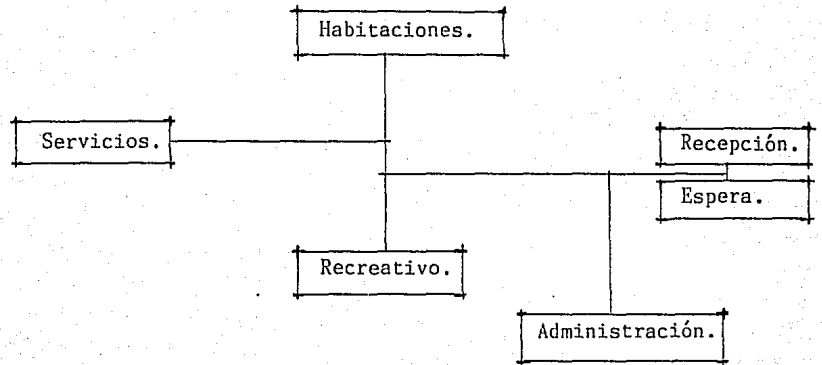 Habitaciones.
Servicios.
Recepción.
Espera.
Recreativo.
Administración.